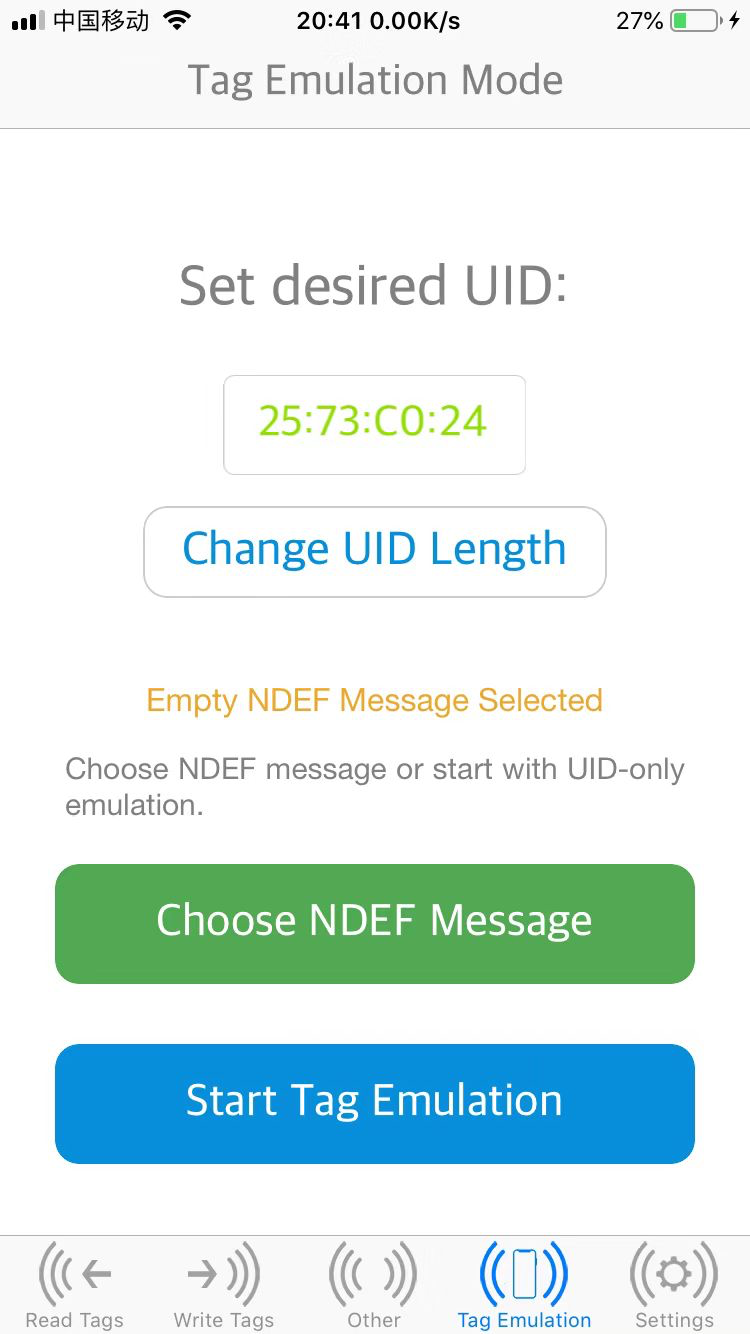 中国移动 20:41 0.00K/s 27%
Tag Emulation Mode
Set desired UID:
25:73:C0:24
Change UID Length
Empty NDEF Message Selected
Choose NDEF message or start with UID-only
emulation.
Choose NDEF Message
Start Tag Emulation
Read Tags Write Tags Other Tag Emulation Settings